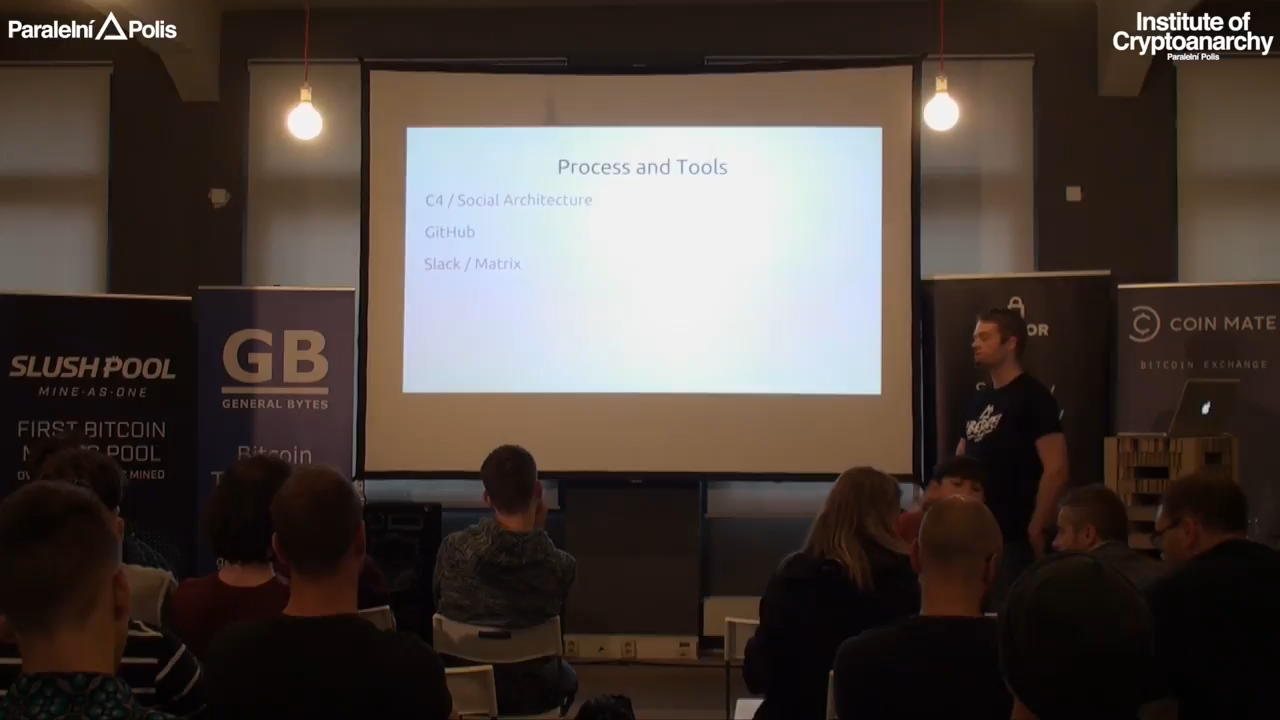 Paralelní Polis
Institute of
Cryptoanarchy
Paralelní Polis
Process and Tools
C4 / Social Architecture
GitHub
Slack / Matrix
SLUSH POOL
MINE-AS-ONE
FIRST BITCOIN
POOL
MINED
GB
GENERAL BYTES
Bitcoin
COIN MATE
BITCOIN EXCHANGE